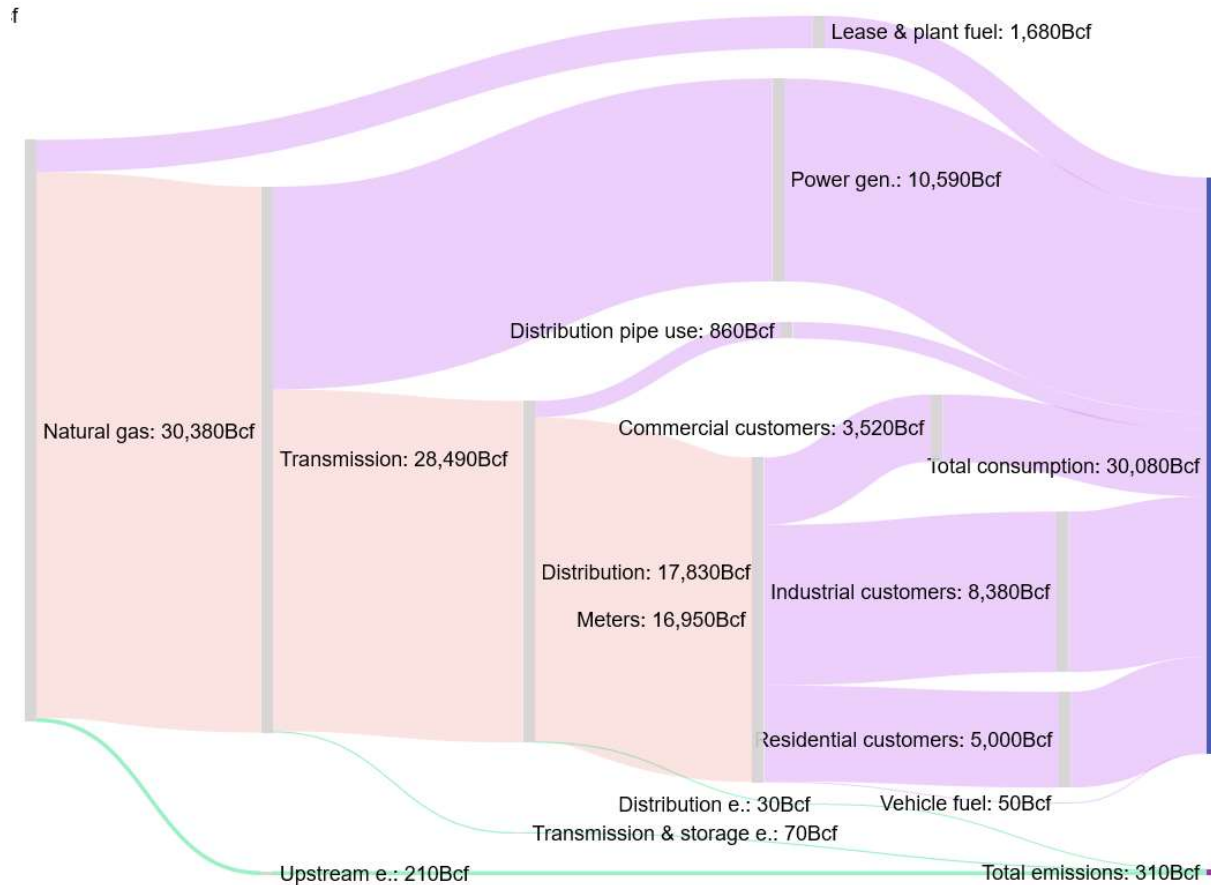 Lease & plant fuel: 1,680Bcf
Power gen.: 10,590Bcf
Distribution pipe use: 860Bcf
Commercial customers: 3,520Bcf
Natural gas: 30,380Bcf
Transmission: 28,490Bcf
Total consumption: 30,080Bcf
Distribution: 17,830Bcf
Industrial customers: 8,380Bcf
Meters: 16,950Bcf
Residential customers: 5,000Bcf
Distribution e.: 30Bcf
Vehicle fuel: 50Bcf
Transmission & storage e.: 70Bcf
Upstream e.: 210Bcf
Total emissions: 310Bcf